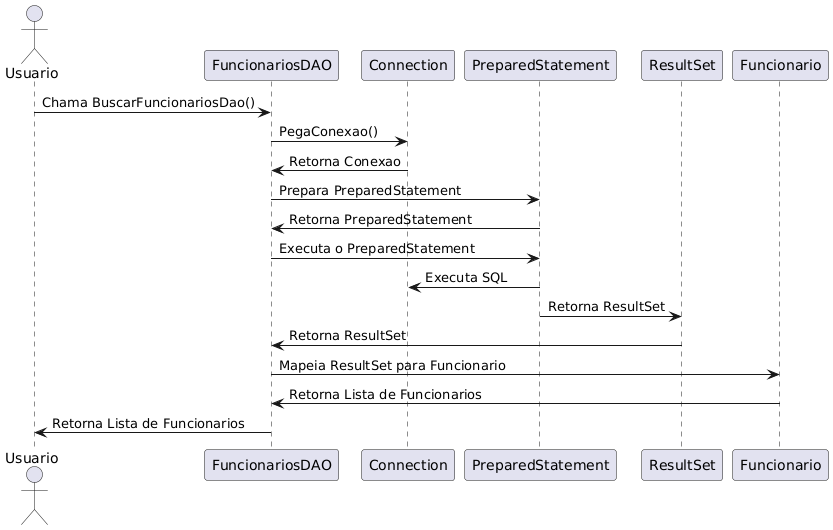 Usuario
FuncionariosDAO
Connection
PreparedStatement
ResultSet
Funcionario
Chama BuscarFuncionariosDao()
PegaConexao()
Retorna Conexao
Prepara PreparedStatement
Retorna PreparedStatement
Executa o PreparedStatement
Executa SQL
Retorna ResultSet
Retorna ResultSet
Mapeia ResultSet para Funcionario
Retorna Lista de Funcionarios
Retorna Lista de Funcionarios
Usuario
FuncionariosDAO
Connection
PreparedStatement
ResultSet
Funcionario